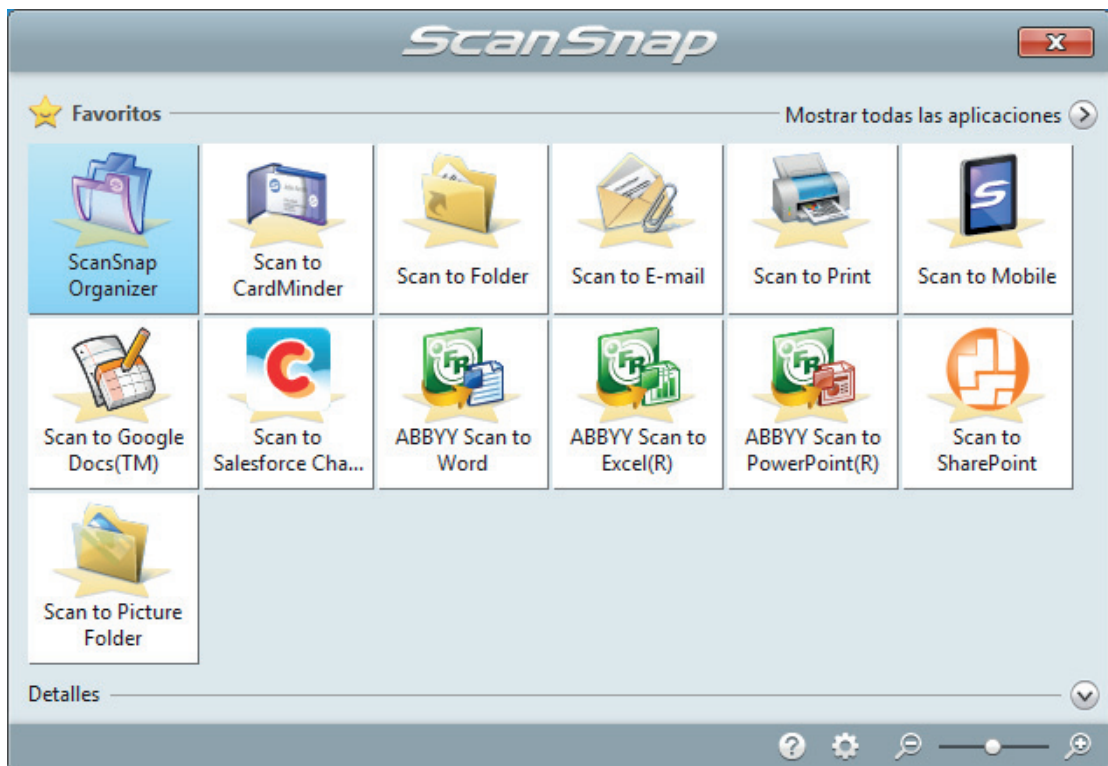 ScanSnap
Favoritos
Mostrar todas las aplicaciones
ScanSnap
Organizer
Scan to
CardMinder
Scan to Folder
Scan to E-mail
Scan to Print
Scan to Mobile
Scan to Google
Docs(TM)
Scan to
Salesforce Cha...
ABBYY Scan to
Word
ABBYY Scan to
Excel(R)
ABBYY Scan to
PowerPoint(R)
Scan to
SharePoint
Scan to Picture
Folder
Detalles